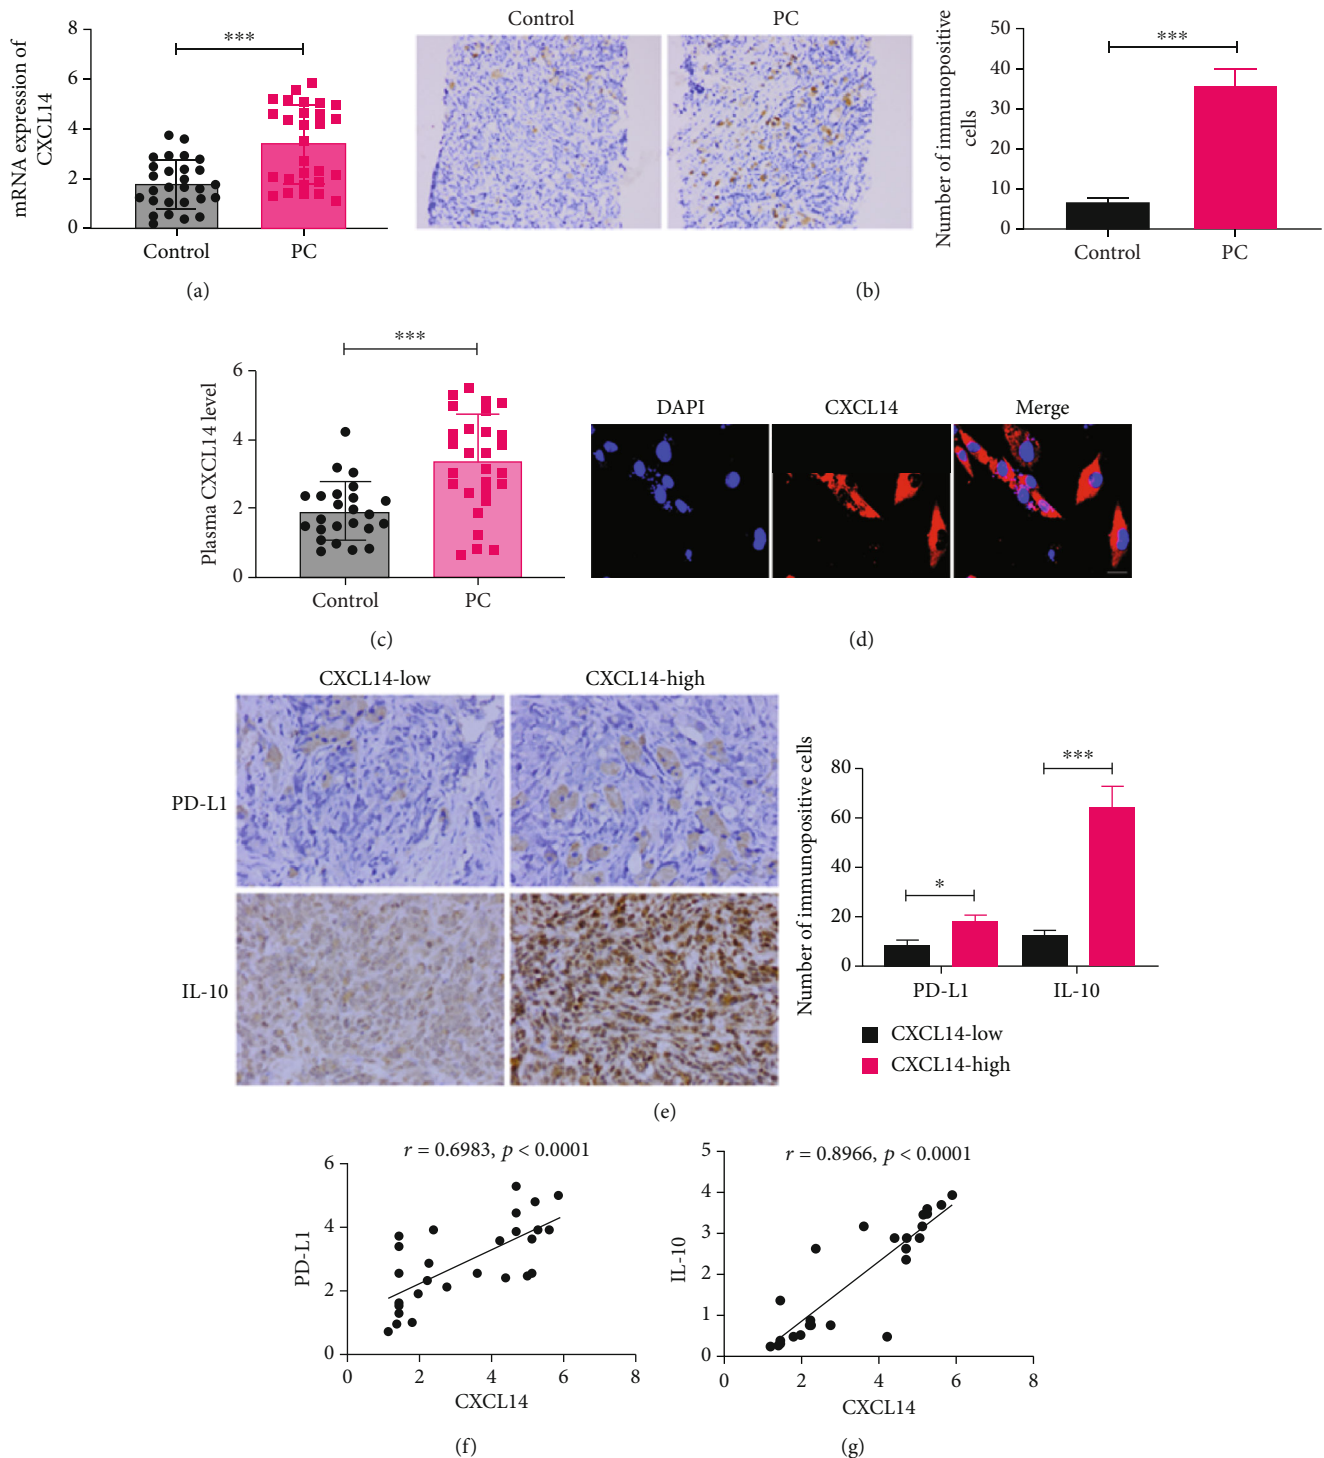 mRNA expression of
CXCL14
8
6
4
2
0
***
Control
PC
(a)
Control
PC
Number of immunopositive
cells
50
40
30
20
10
0
***
Control
PC
(b)
Plasma CXCL14 level
6
4
2
0
***
Control
PC
(c)
DAPI
CXCL14
Merge
(d)
CXCL14-low
CXCL14-high
PD-L1
IL-10
Number of immunopositive cells
80
60
40
20
0
*
***
PD-L1
IL-10
CXCL14-low
CXCL14-high
(e)
r = 0.6983, p < 0.0001
PD-L1
6
4
2
0
0
2
4
6
8
CXCL14
(f)
r = 0.8966, p < 0.0001
IL-10
5
4
3
2
1
0
0
2
4
6
8
CXCL14
(g)